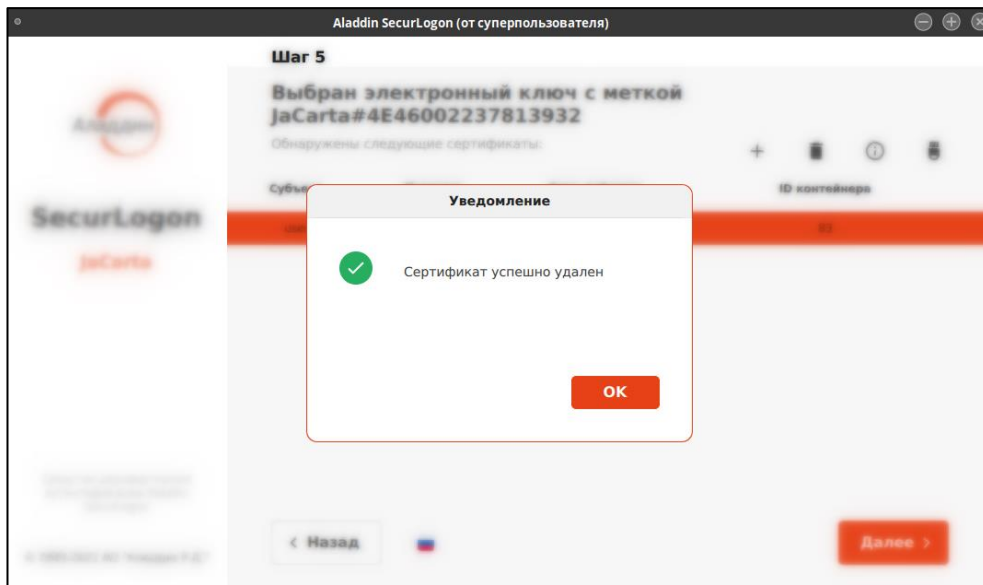 Aladdin SecurLogon (от суперпользователя)
Шаг 5
Выбран электронный ключ с меткой
JaCarta#4E46002237813932
Обнаружены следующие сертификаты:
Аладдин
SecurLogon
JaCarta
ID контейнера
Уведомление
Сертификат успешно удален
OK
Назад
Далее